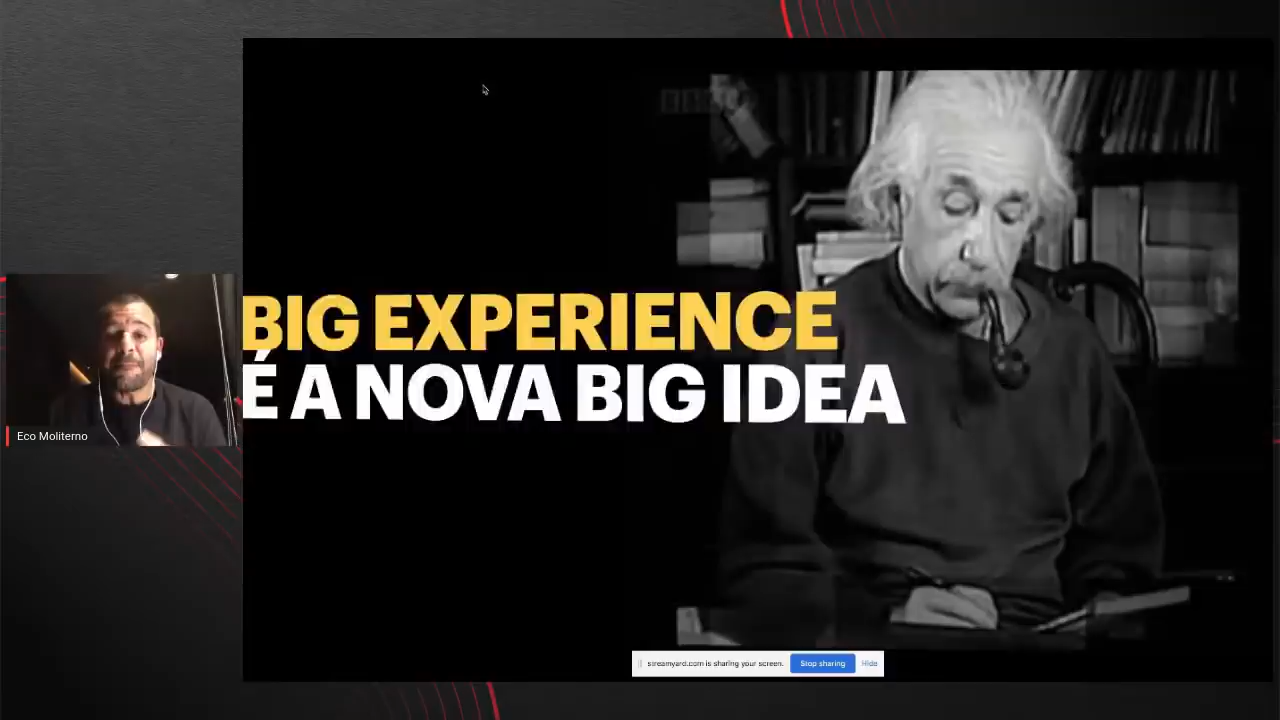 BIG EXPERIENCE
É A NOVA BIG IDEA
Eco Moliterno
streamyard.com is sharing your screen. Stop sharing Hide